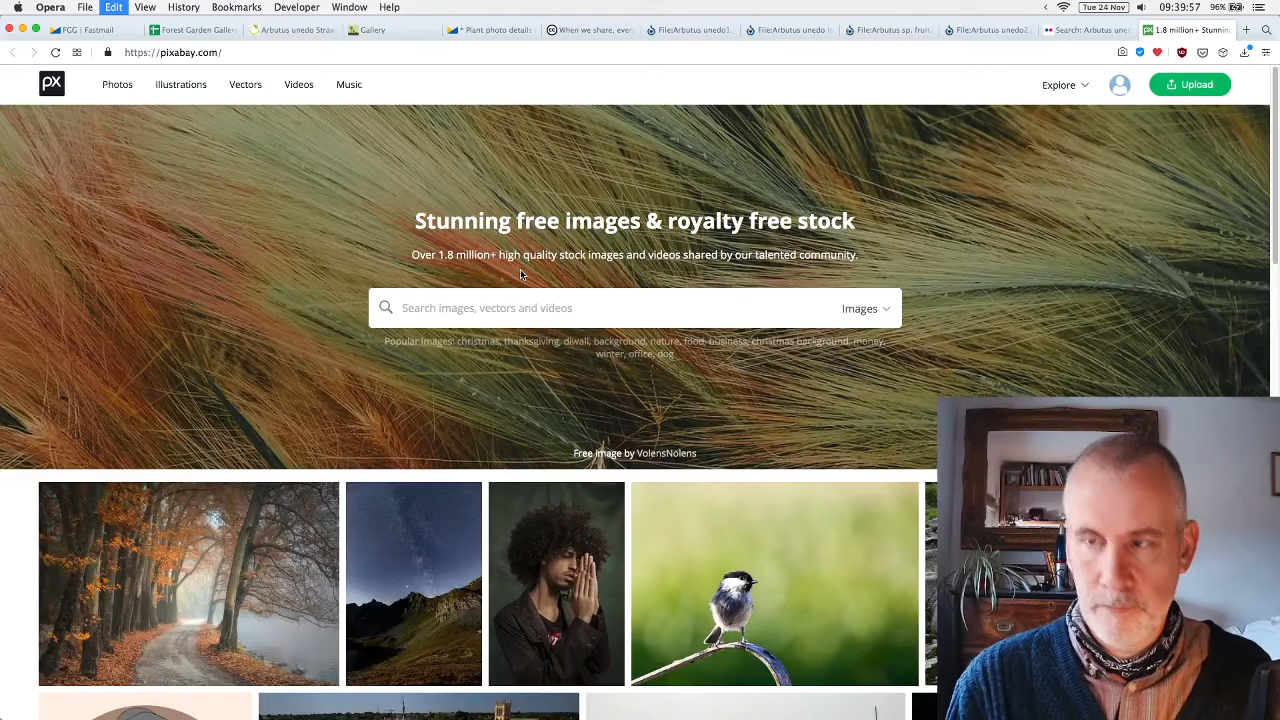 Opera File Edit View History Bookmarks Developer Window Help Tue 24 Nov 09:39:57 96%
FGG | Fastmail Forest Garden Gallery Arbutus unedo Straw Gallery * Plant photo details When we share, every File:Arbutus unedo1. File:Arbutus unedo fr File:Arbutus sp. fruit. File:Arbutus unedo2. Search: Arbutus une 1.8 million+ Stunning
https://pixabay.com/
px Photos Illustrations Vectors Videos Music Explore Upload
Stunning free images & royalty free stock
Over 1.8 million+ high quality stock images and videos shared by our talented community.
Search images, vectors and videos Images
Popular Images: christmas, thanksgiving, diwali, background, nature, food, business, christmas background, money,
winter, office, dog
Free image by VolensNolens